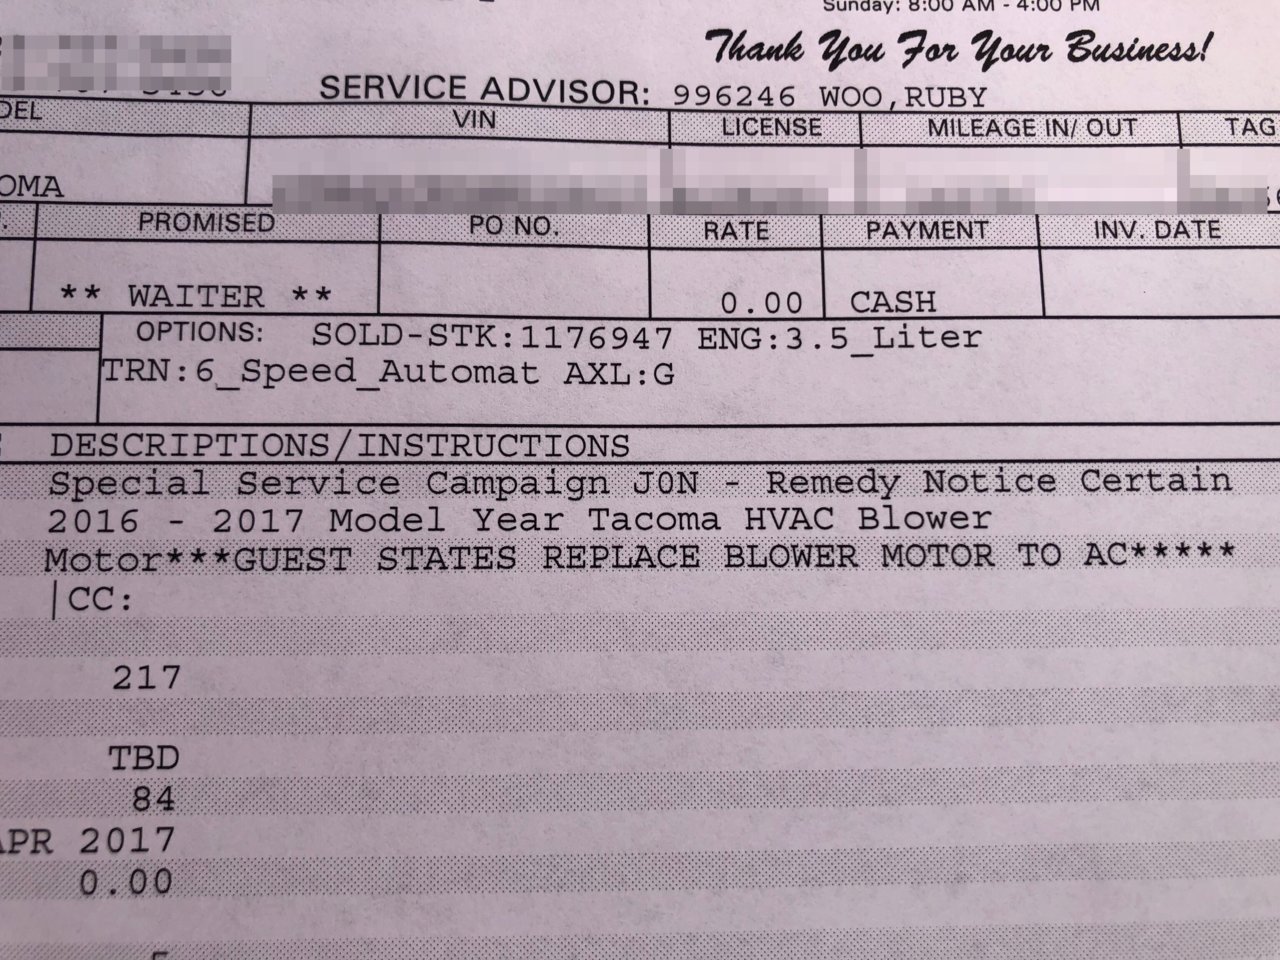 Sunday: 8:00 AM - 4:00 PM
Thank You For Your Business!
SERVICE ADVISOR: 996246 WOO,RUBY
DEL VIN LICENSE MILEAGE IN/ OUT TAG
OMA
PROMISED PO NO. RATE PAYMENT INV. DATE
** WAITER ** 0.00 CASH
OPTIONS: SOLD-STK:1176947 ENG:3.5_Liter
TRN:6_Speed_Automat AXL:G
DESCRIPTIONS/INSTRUCTIONS
Special Service Campaign J0N - Remedy Notice Certain
2016 - 2017 Model Year Tacoma HVAC Blower
Motor***GUEST STATES REPLACE BLOWER MOTOR TO AC*****
|CC:
217
TBD
84
APR 2017
0.00